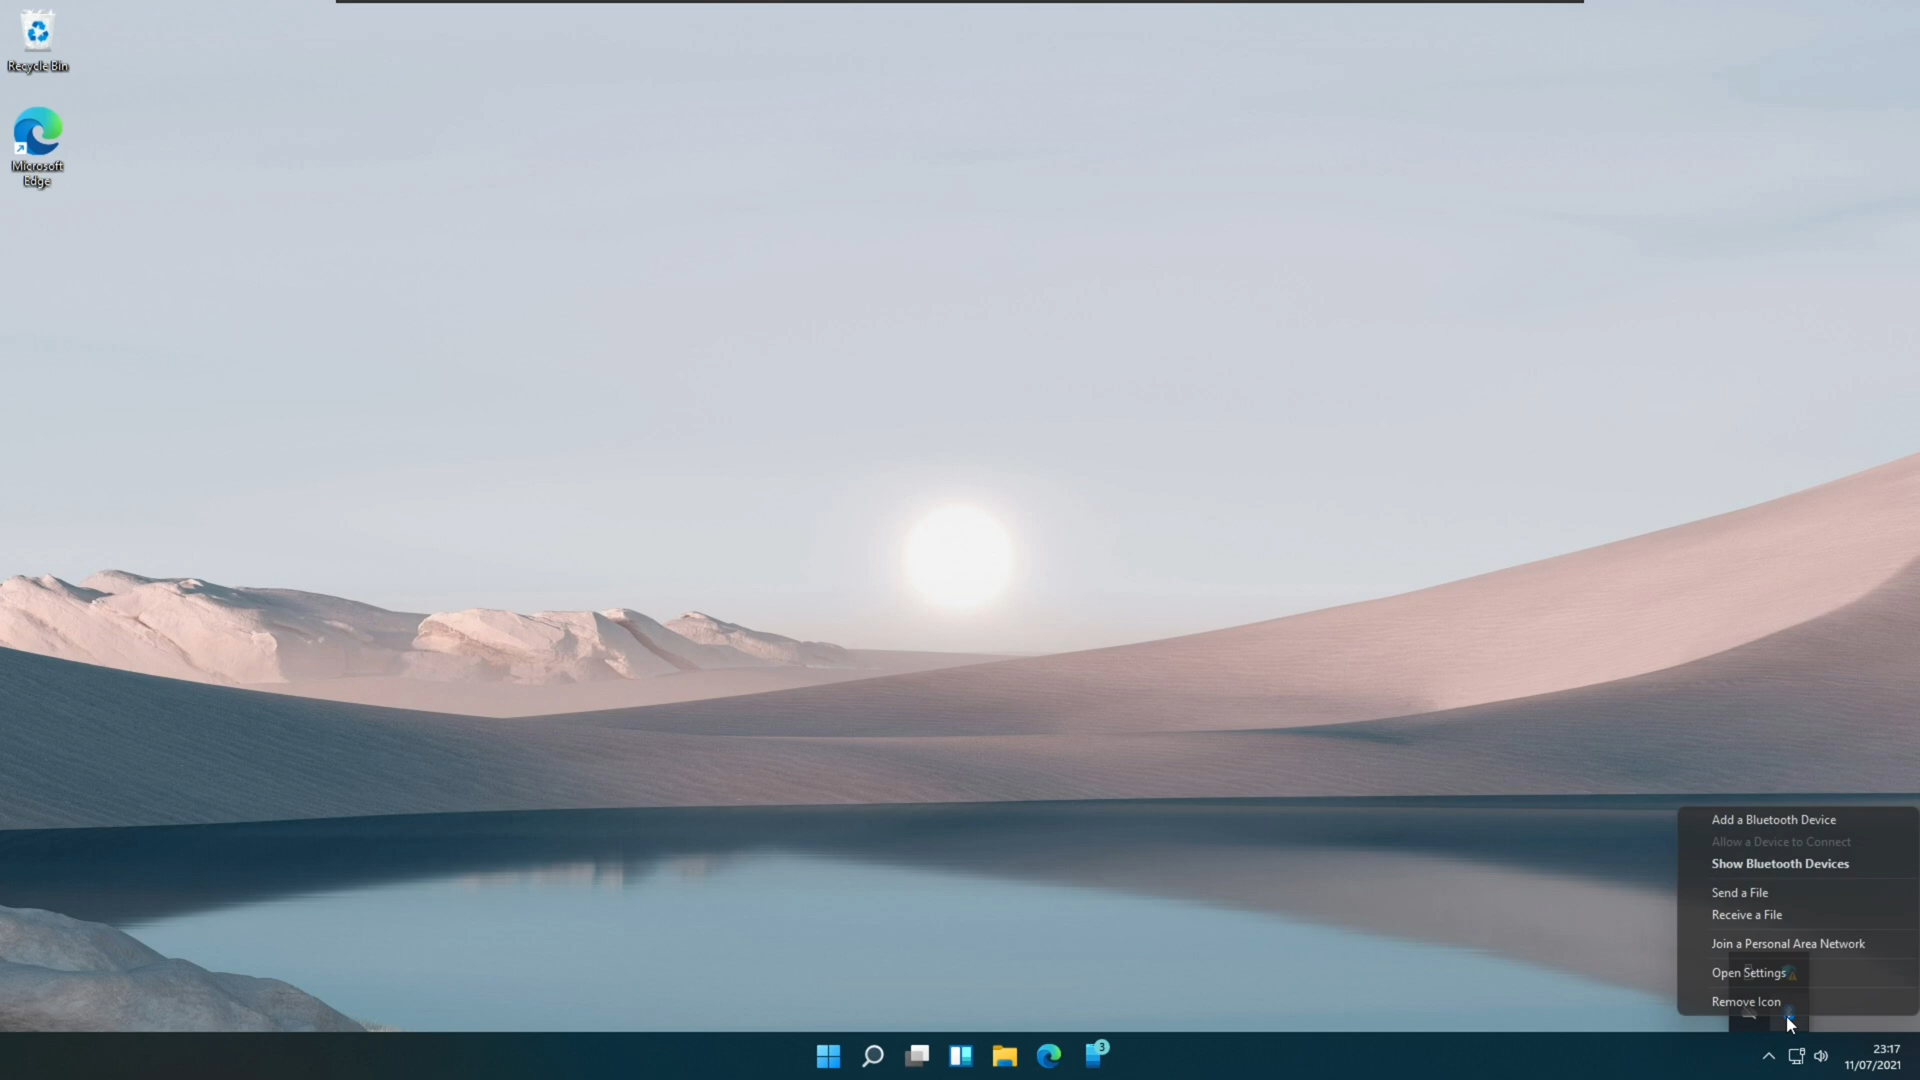 Recycle Bin
Microsoft
Edge
Add a Bluetooth Device
Allow a Device to Connect
Show Bluetooth Devices
Send a File
Receive a File
Join a Personal Area Network
Open Settings
Remove Icon
3
23:17
11/07/2021